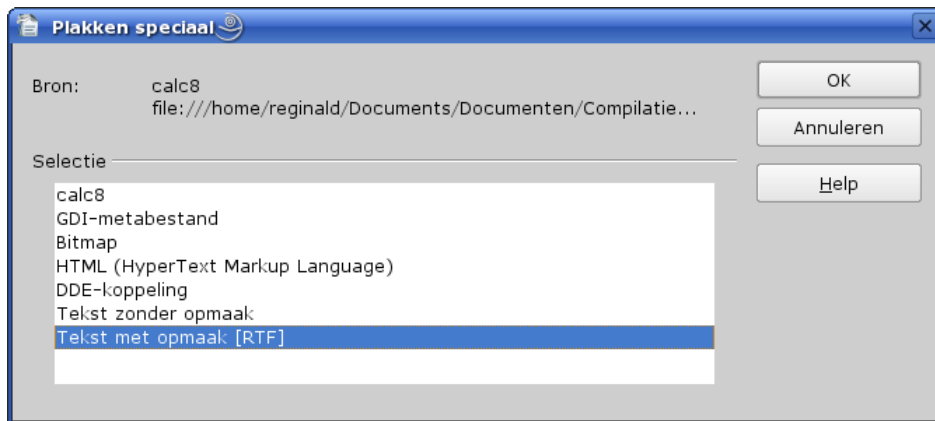 Plakken speciaal
Bron: calc8
file:///home/reginald/Documents/Documenten/Compilatie...
OK
Annuleren
Help
Selectie
calc8
GDI-metabestand
Bitmap
HTML (HyperText Markup Language)
DDE-koppeling
Tekst zonder opmaak
Tekst met opmaak [RTF]